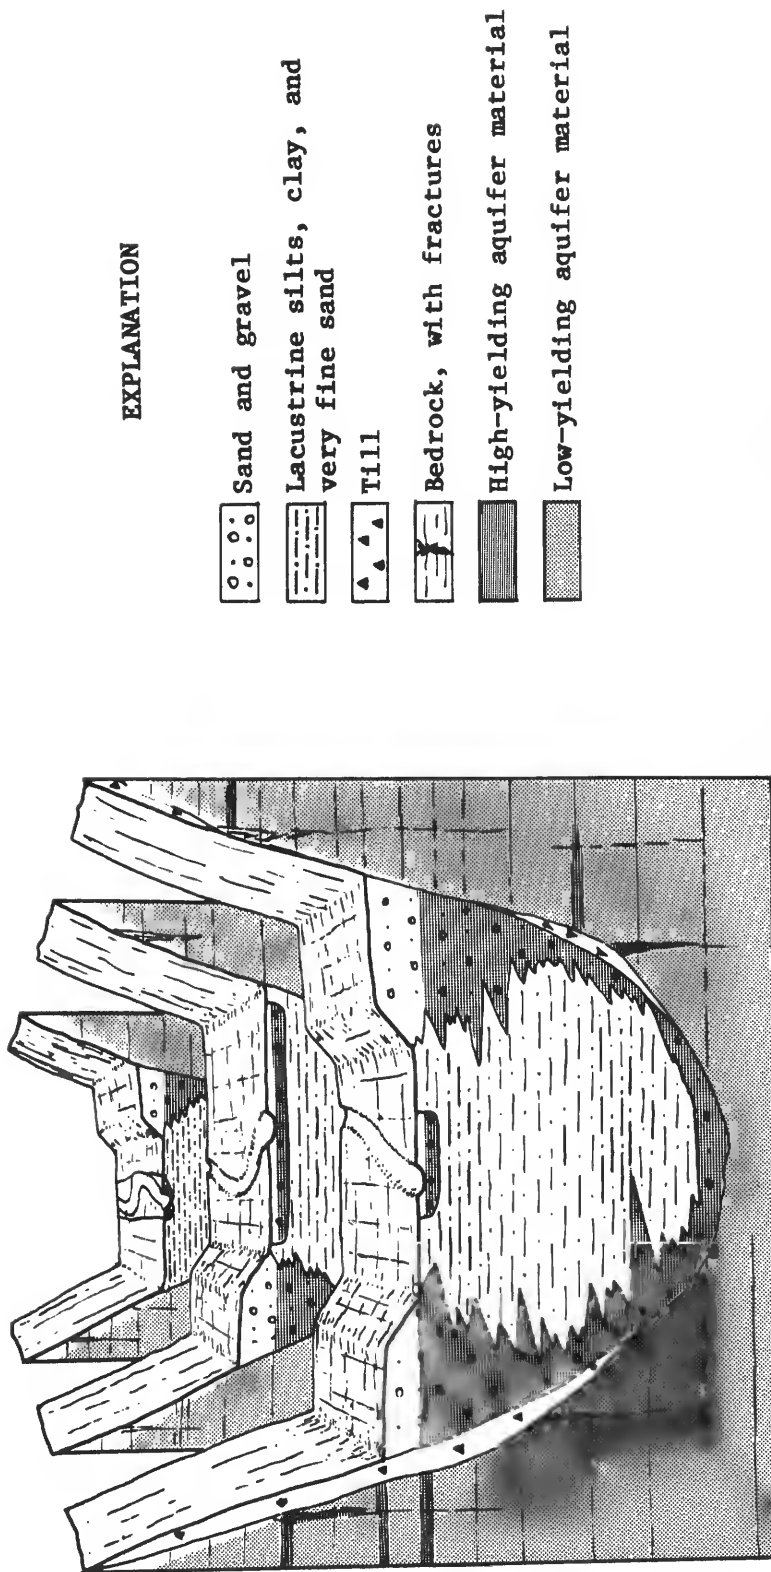 EXPLANATION
Sand and gravel
Lacustrine silts, clay, and
very fine sand
Till
Bedrock, with fractures
High-yielding aquifer material
Low-yielding aquifer material